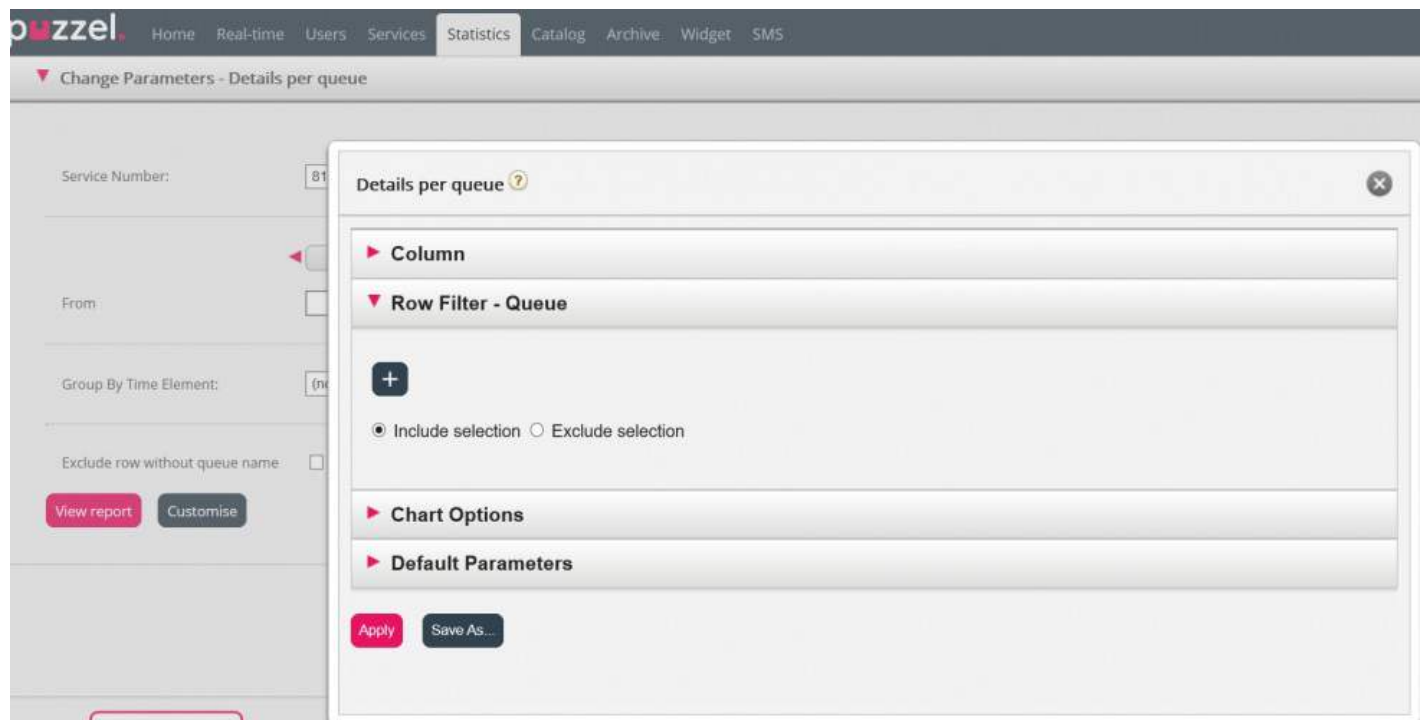 puzzel.
Home Real-time Users Services Statistics Catalog Archive Widget SMS
Change Parameters - Details per queue
Service Number:
81
From
Group By Time Element:
Exclude row without queue name
View report Customise
Details per queue ?
Column
Row Filter - Queue
+
Include selection Exclude selection
Chart Options
Default Parameters
Apply Save As...